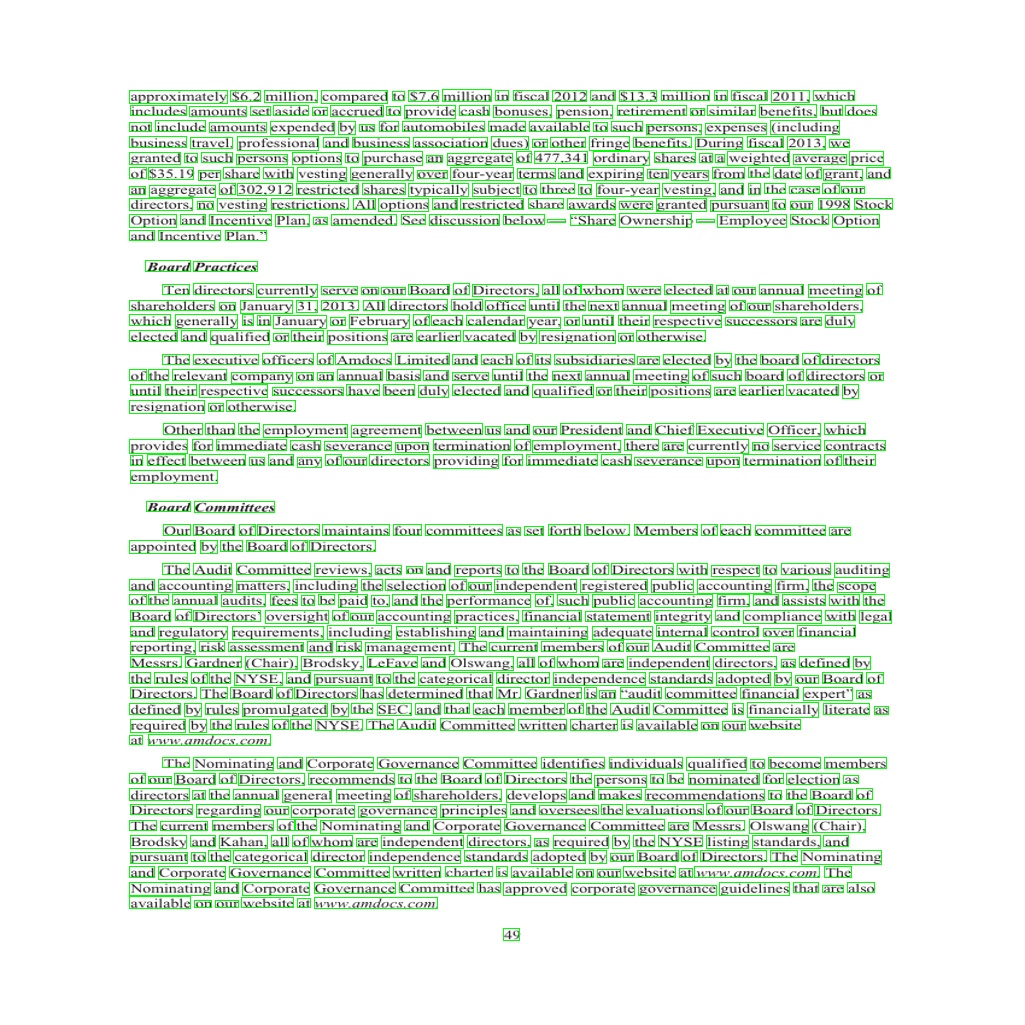 approximately $6.2 million, compared to $7.6 million in fiscal 2012 and $13.3 million in fiscal 2011, which
includes amounts set aside or accrued to provide cash bonuses, pension, retirement or similar benefits, but does
not include amounts expended by us for automobiles made available to such persons, expenses (including
business travel, professional and business association dues) or other fringe benefits. During fiscal 2013, we
granted to such persons options to purchase an aggregate of 477,341 ordinary shares at a weighted average price
of $35.19 per share with vesting generally over four-year terms and expiring ten years from the date of grant, and
an aggregate of 302,912 restricted shares typically subject to three to four-year vesting, and in the case of our
directors, no vesting restrictions. All options and restricted share awards were granted pursuant to our 1998 Stock
Option and Incentive Plan, as amended. See discussion below — “Share Ownership — Employee Stock Option
and Incentive Plan.”
Board Practices
Ten directors currently serve on our Board of Directors, all of whom were elected at our annual meeting of
shareholders on January 31, 2013. All directors hold office until the next annual meeting of our shareholders,
which generally is in January or February of each calendar year, or until their respective successors are duly
elected and qualified or their positions are earlier vacated by resignation or otherwise.
The executive officers of Amdocs Limited and each of its subsidiaries are elected by the board of directors
of the relevant company on an annual basis and serve until the next annual meeting of such board of directors or
until their respective successors have been duly elected and qualified or their positions are earlier vacated by
resignation or otherwise.
Other than the employment agreement between us and our President and Chief Executive Officer, which
provides for immediate cash severance upon termination of employment, there are currently no service contracts
in effect between us and any of our directors providing for immediate cash severance upon termination of their
employment.
Board Committees
Our Board of Directors maintains four committees as set forth below. Members of each committee are
appointed by the Board of Directors.
The Audit Committee reviews, acts on and reports to the Board of Directors with respect to various auditing
and accounting matters, including the selection of our independent registered public accounting firm, the scope
of the annual audits, fees to be paid to, and the performance of, such public accounting firm, and assists with the
Board of Directors’ oversight of our accounting practices, financial statement integrity and compliance with legal
and regulatory requirements, including establishing and maintaining adequate internal control over financial
reporting, risk assessment and risk management. The current members of our Audit Committee are
Messrs. Gardner (Chair), Brodsky, LeFave and Olswang, all of whom are independent directors, as defined by
the rules of the NYSE, and pursuant to the categorical director independence standards adopted by our Board of
Directors. The Board of Directors has determined that Mr. Gardner is an “audit committee financial expert” as
defined by rules promulgated by the SEC, and that each member of the Audit Committee is financially literate as
required by the rules of the NYSE. The Audit Committee written charter is available on our website
at www.amdocs.com.
The Nominating and Corporate Governance Committee identifies individuals qualified to become members
of our Board of Directors, recommends to the Board of Directors the persons to be nominated for election as
directors at the annual general meeting of shareholders, develops and makes recommendations to the Board of
Directors regarding our corporate governance principles and oversees the evaluations of our Board of Directors.
The current members of the Nominating and Corporate Governance Committee are Messrs. Olswang (Chair),
Brodsky and Kahan, all of whom are independent directors, as required by the NYSE listing standards, and
pursuant to the categorical director independence standards adopted by our Board of Directors. The Nominating
and Corporate Governance Committee written charter is available on our website at www.amdocs.com. The
Nominating and Corporate Governance Committee has approved corporate governance guidelines that are also
available on our website at www.amdocs.com.
49